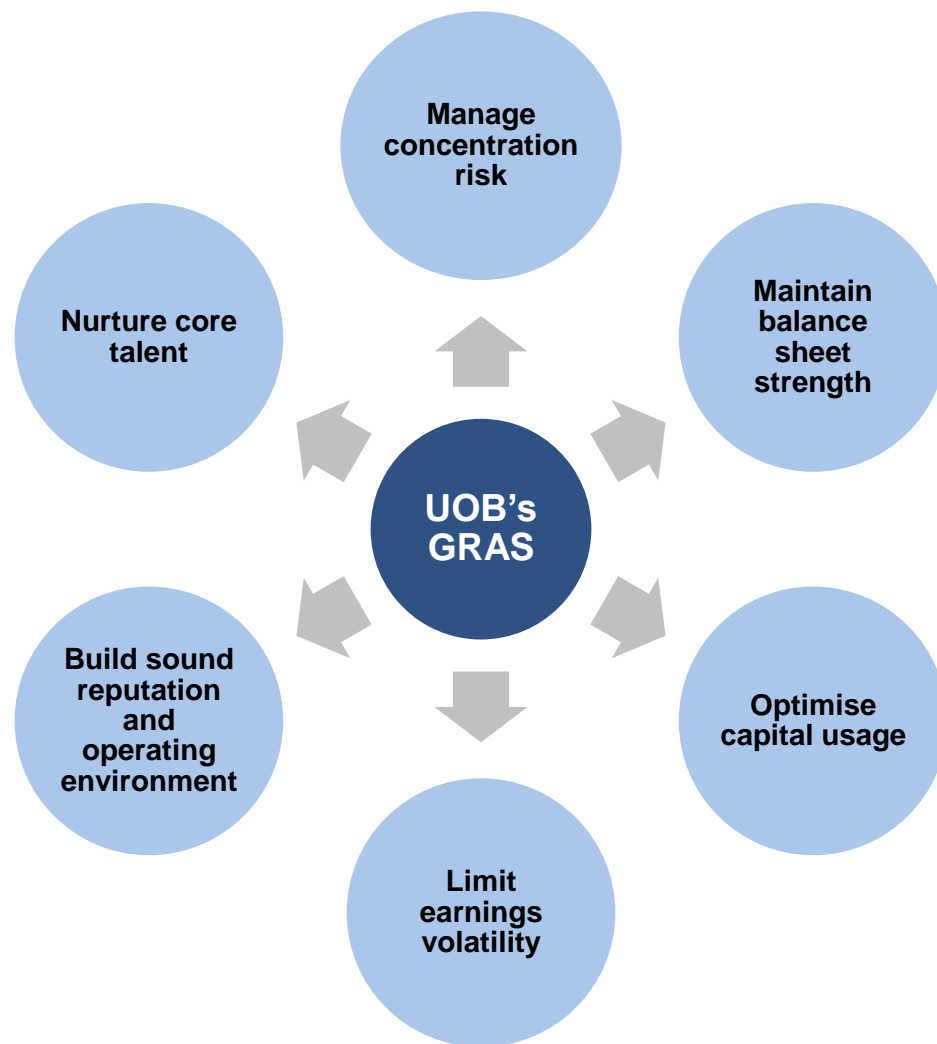 Manage
concentration
risk
Maintain
balance
sheet
strength
Optimise
capital usage
Limit
earnings
volatility
Build sound
reputation
and
operating
environment
Nurture core
talent
UOB’s
GRAS